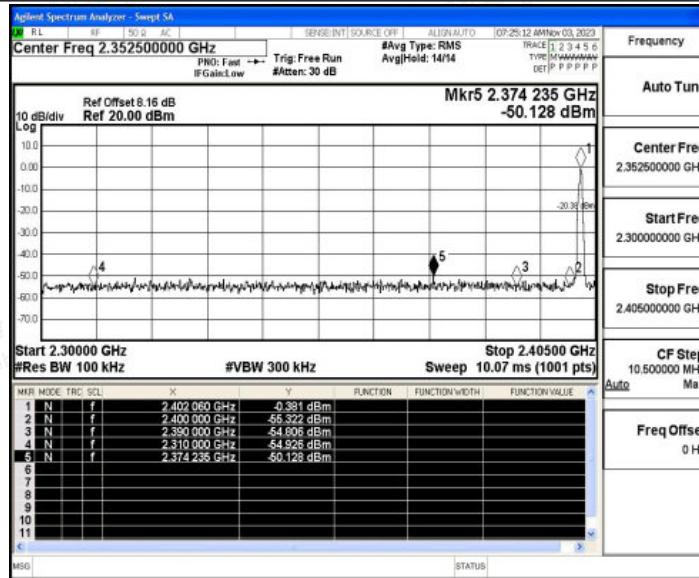 Agilent Spectrum Analyzer - Swept SA
RL RF 50 Ω AC SENSE:INT SOURCE OFF ALIGN AUTO 07:25:12 AM Nov 03, 2023
Center Freq 2.352500000 GHz
PNO: Fast
IFGain:Low
Trig: Free Run
#Atten: 30 dB
#Avg Type: RMS
Avg|Hold: 14/14
TRACE 1 2 3 4 5 6
TYPE M
DET P P P P P P
Ref Offset 8.16 dB
Ref 20.00 dBm
10 dB/div
Log
Mkr5 2.374 235 GHz
-50.128 dBm
10.0
0.00
-10.0
-20.0
-30.0
-40.0
-50.0
-60.0
-70.0
1
-20.38 dBm
4
5
3
2
Start 2.30000 GHz
Stop 2.40500 GHz
#Res BW 100 kHz
#VBW 300 kHz
Sweep 10.07 ms (1001 pts)
MKR MODE TRC SCL X Y FUNCTION FUNCTION WIDTH FUNCTION VALUE
1 N f 2.402 060 GHz -0.381 dBm
2 N f 2.400 000 GHz -55.322 dBm
3 N f 2.390 000 GHz -54.806 dBm
4 N f 2.310 000 GHz -54.926 dBm
5 N f 2.374 235 GHz -50.128 dBm
6
7
8
9
10
11
MSG
STATUS
Frequency
Auto Tun
Center Fre
2.352500000 GH
Start Fre
2.300000000 GH
Stop Fre
2.405000000 GH
CF Step
10.500000 MH
Auto Ma
Freq Offse
0 H